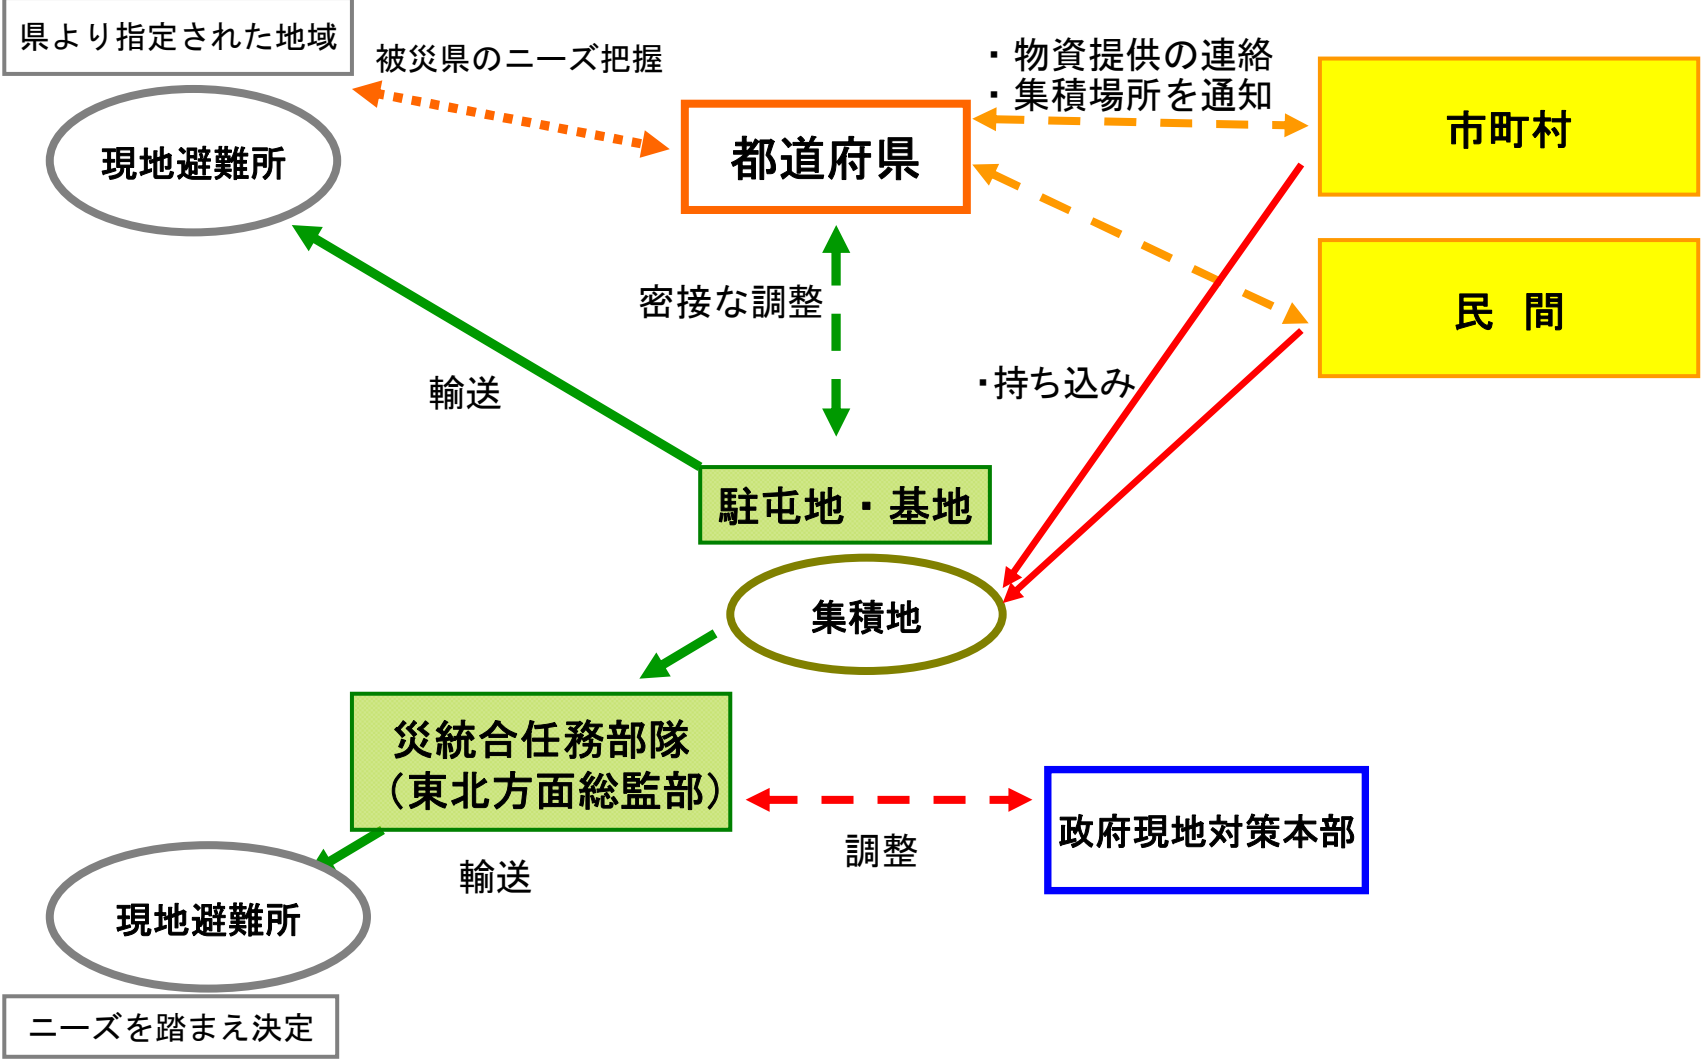 県より指定された地域
被災県のニーズ把握
・物資提供の連絡
・集積場所を通知
市町村
現地避難所
都道府県
民　間
密接な調整
輸送
・持ち込み
駐屯地・基地
集積地
災統合任務部隊
（東北方面総監部）
政府現地対策本部
調整
輸送
現地避難所
ニーズを踏まえ決定